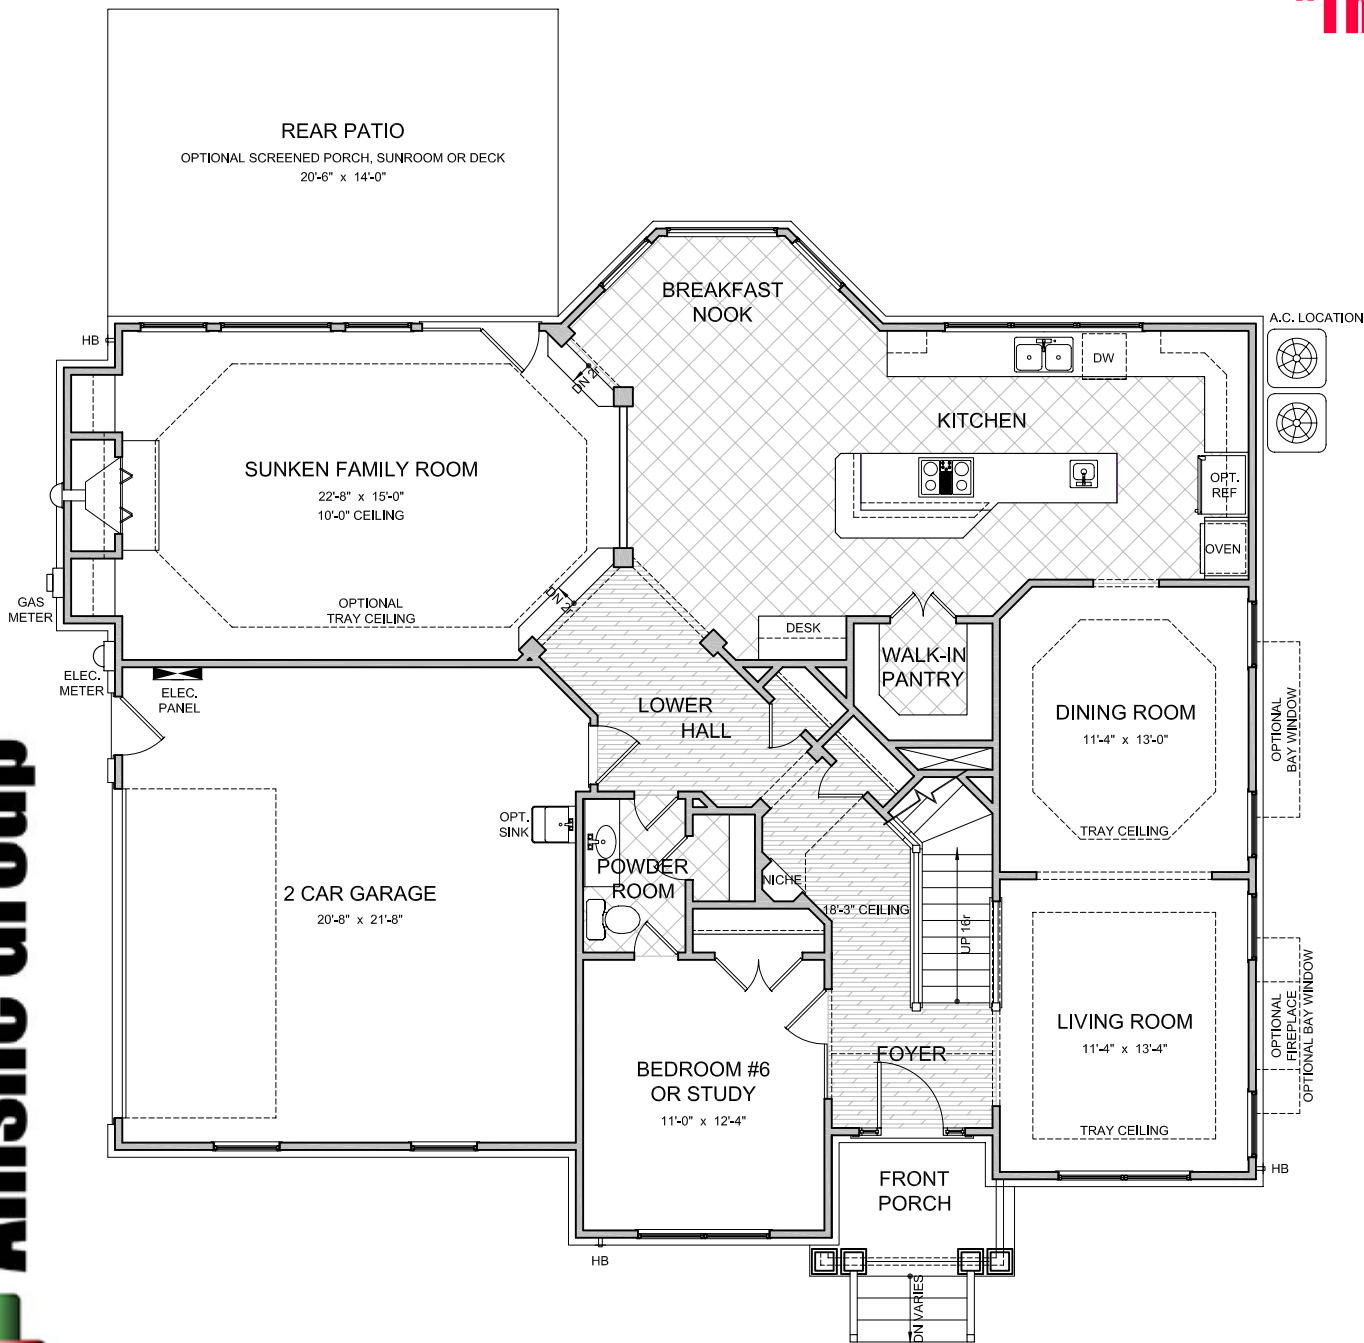 REAR PATIO
OPTIONAL SCREENED PORCH, SUNROOM OR DECK
20'-6" x 14'-0"
BREAKFAST
NOOK
A.C. LOCATION
HB
DN 2r
DW
KITCHEN
SUNKEN FAMILY ROOM
22'-8" x 15'-0"
10'-0" CEILING
OPT.
REF
OVEN
GAS
METER
OPTIONAL
TRAY CEILING
DN 2r
DESK
WALK-IN
PANTRY
ELEC.
METER
ELEC.
PANEL
LOWER
HALL
DINING ROOM
11'-4" x 13'-0"
TRAY CEILING
OPTIONAL
BAY WINDOW
OPT.
SINK
POWDER
ROOM
NICHE
2 CAR GARAGE
20'-8" x 21'-8"
18'-3" CEILING
UP 16r
LIVING ROOM
11'-4" x 13'-4"
TRAY CEILING
OPTIONAL
FIREPLACE
OPTIONAL BAY WINDOW
FOYER
BEDROOM #6
OR STUDY
11'-0" x 12'-4"
HB
FRONT
PORCH
HB
DN VARIES